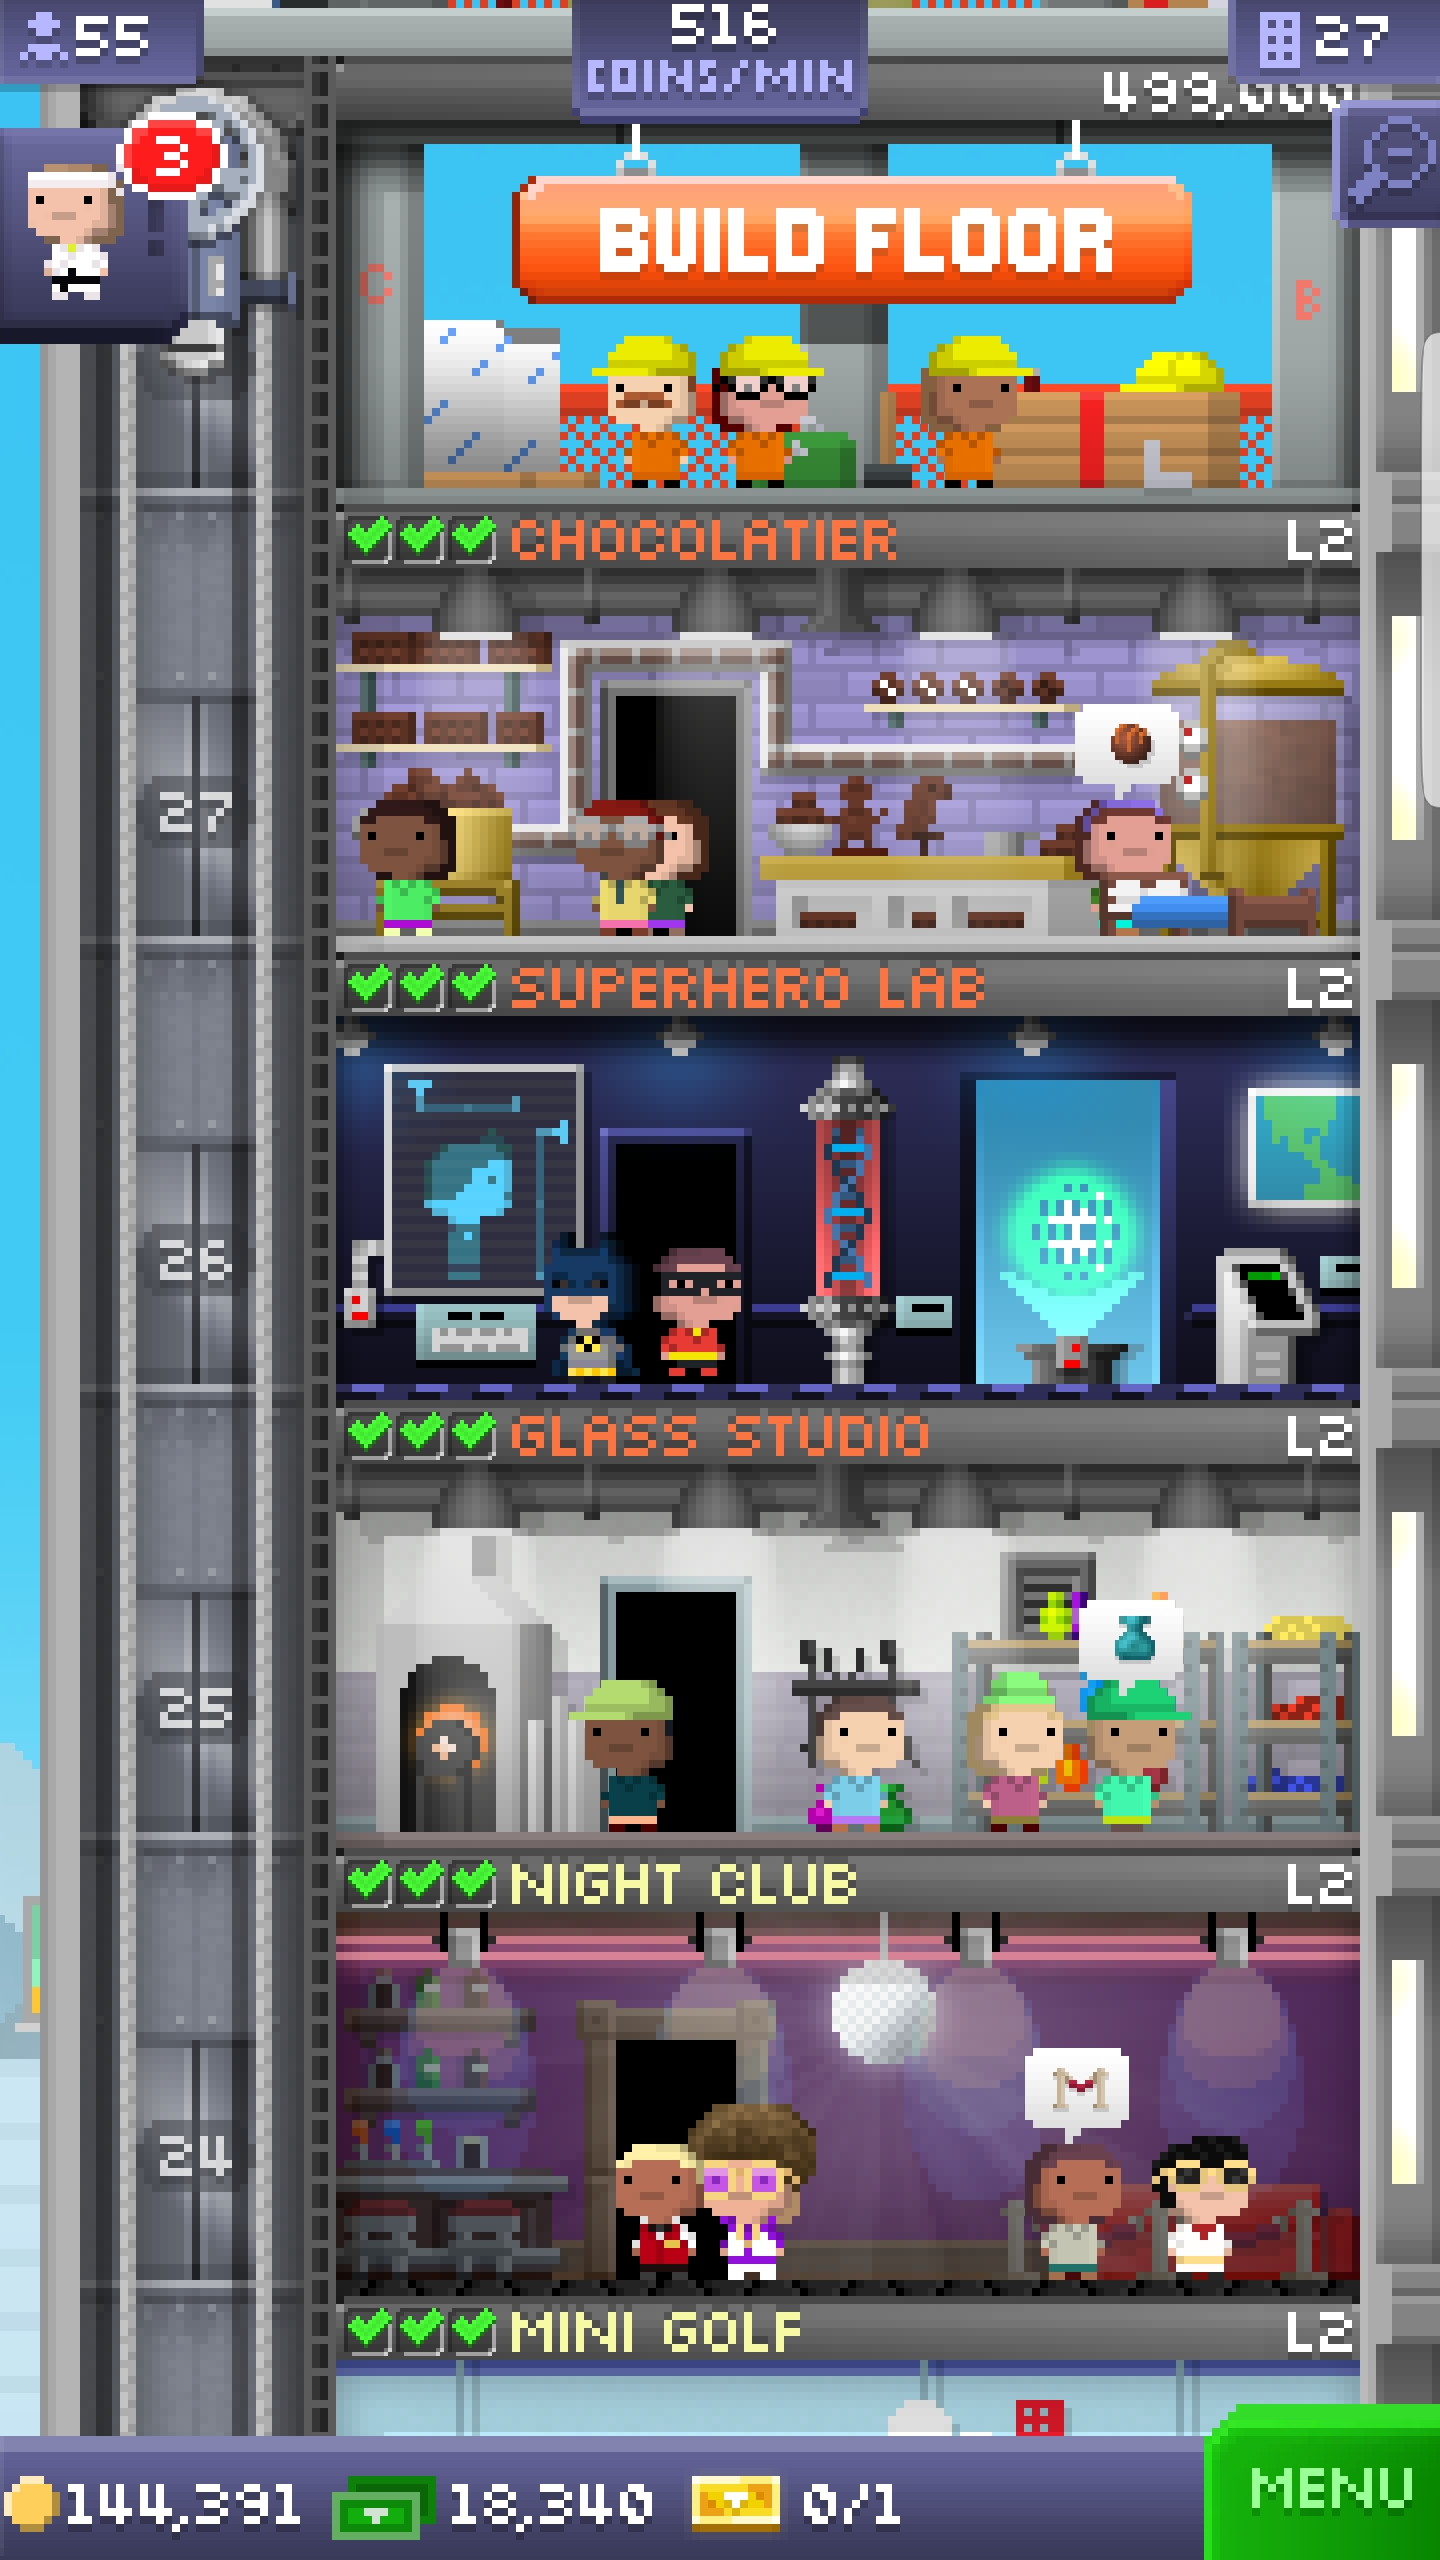 55
516
COINS/MIN
27
499,000
3
BUILD FLOOR
C
B
CHOCOLATIER L2
27
SUPERHERO LAB L2
26
GLASS STUDIO L2
25
NIGHT CLUB L2
24
MINI GOLF L2
144,391 18,340 0/1 MENU